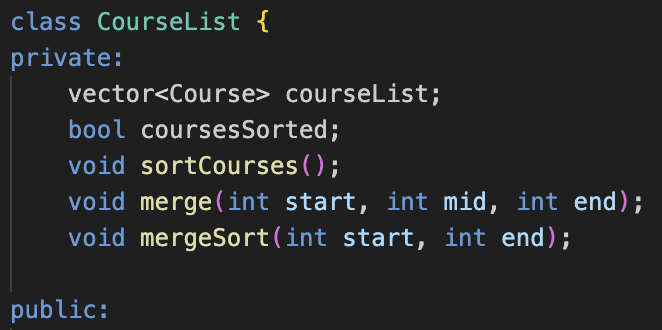 class CourseList {
private:
    vector<Course> courseList;
    bool coursesSorted;
    void sortCourses();
    void merge(int start, int mid, int end);
    void mergeSort(int start, int end);
public: